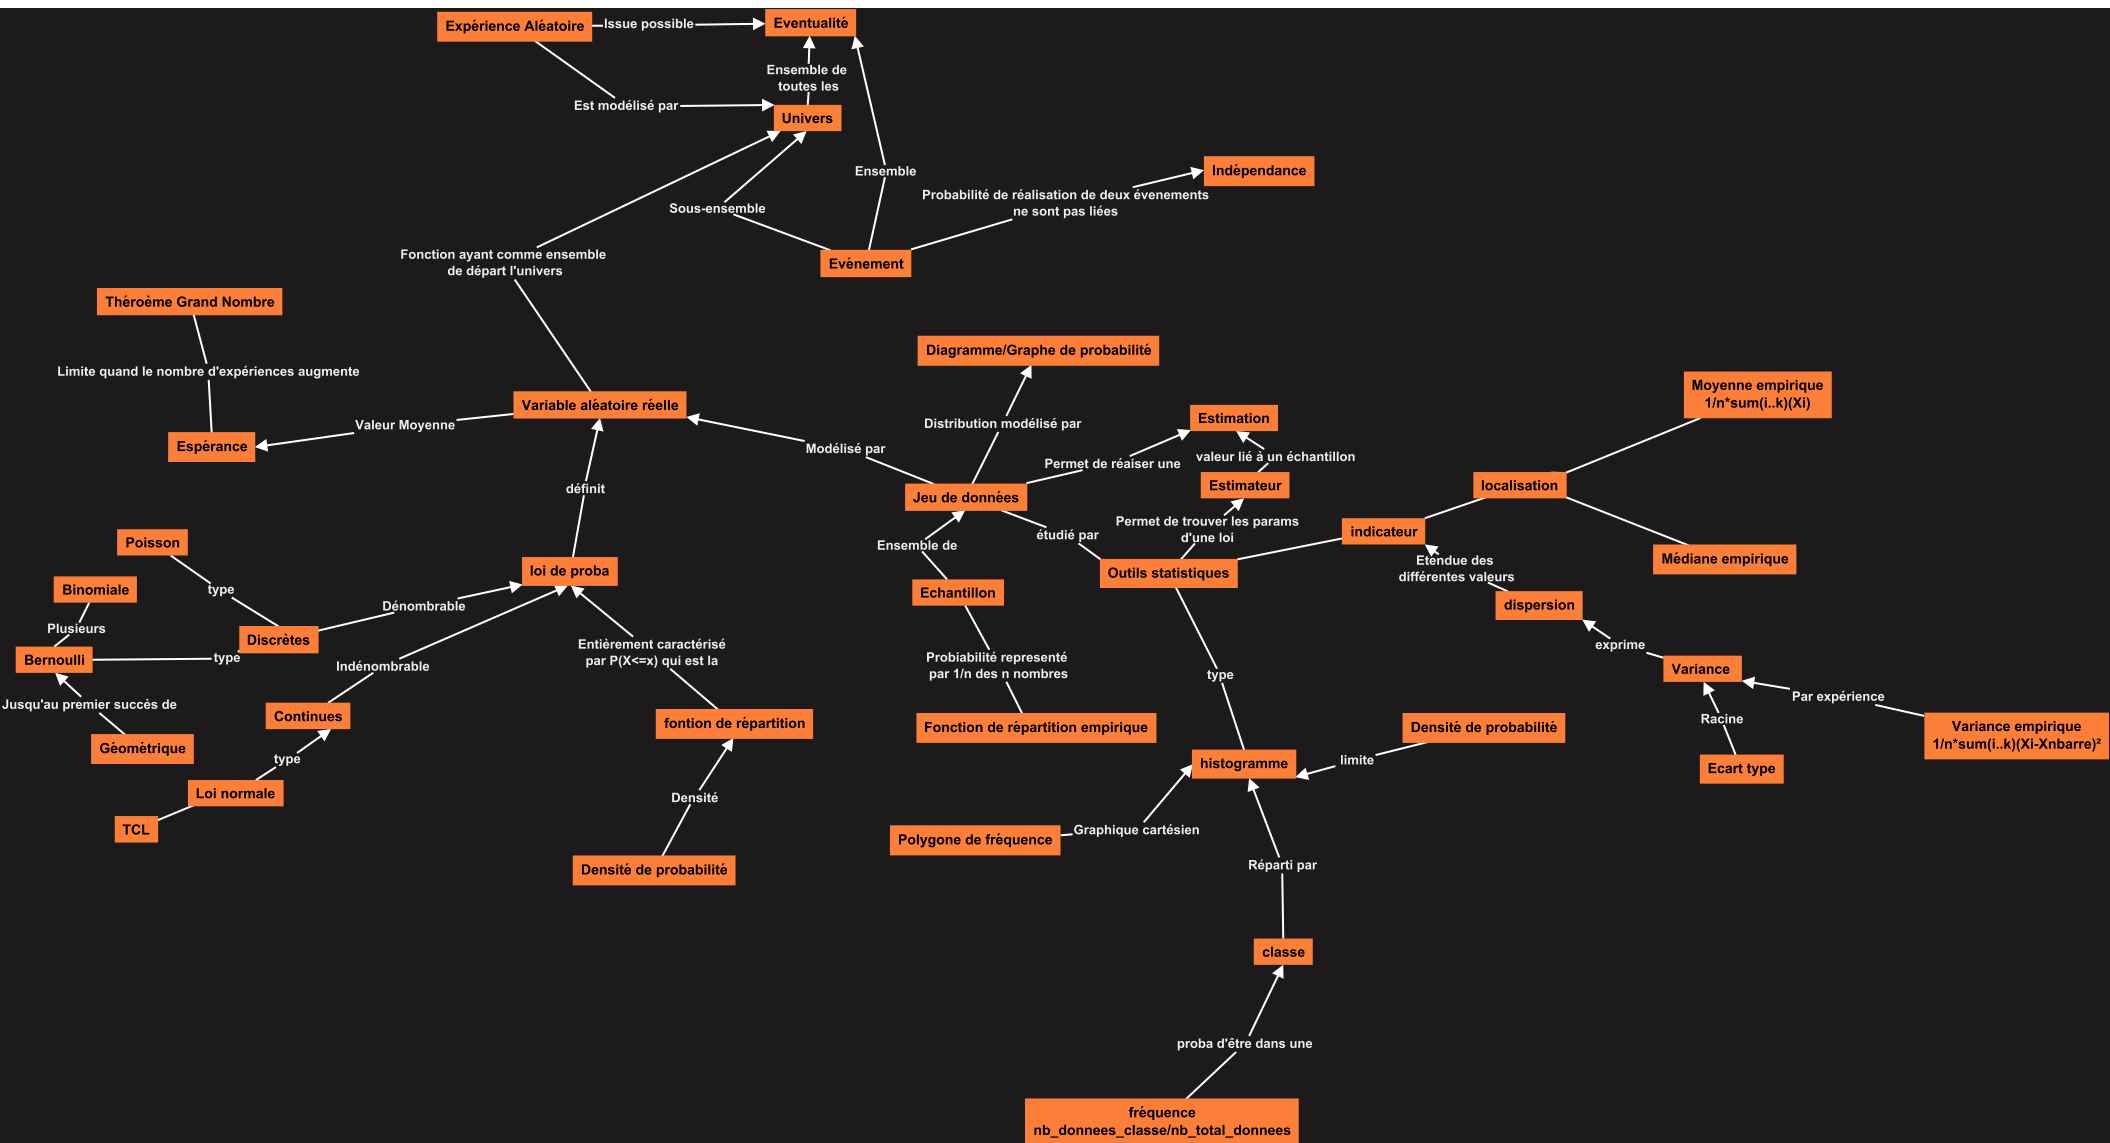 Expérience Aléatoire
Issue possible
Eventualité
Ensemble de
toutes les
Est modélisé par
Univers
Ensemble
Indépendance
Probabilité de réalisation de deux évenements
ne sont pas liées
Sous-ensemble
Evénement
Fonction ayant comme ensemble
de départ l'univers
Théroème Grand Nombre
Limite quand le nombre d'expériences augmente
Diagramme/Graphe de probabilité
Variable aléatoire réelle
Valeur Moyenne
Espérance
Distribution modélisé par
Modélisé par
Estimation
Permet de réaiser une
valeur lié à un échantillon
Estimateur
Moyenne empirique
1/n*sum(i..k)(Xi)
localisation
définit
Jeu de données
Permet de trouver les params
d'une loi
indicateur
étudié par
Ensemble de
Médiane empirique
Poisson
loi de proba
Outils statistiques
Etendue des
différentes valeurs
Binomiale
type
Dénombrable
Echantillon
dispersion
Plusieurs
Discrètes
Bernoulli
type
Indénombrable
Entièrement caractérisé
par P(X<=x) qui est la
Probiabilité representé
par 1/n des n nombres
type
exprime
Variance
Par expérience
Jusqu'au premier succès de
Continues
fontion de répartition
Fonction de répartition empirique
Densité de probabilité
Racine
Variance empirique
1/n*sum(i..k)(Xi-Xnbarre)²
Géométrique
type
histogramme
limite
Ecart type
Loi normale
Densité
TCL
Polygone de fréquence
Graphique cartésien
Densité de probabilité
Réparti par
classe
proba d'être dans une
fréquence
nb_donnees_classe/nb_total_donnees